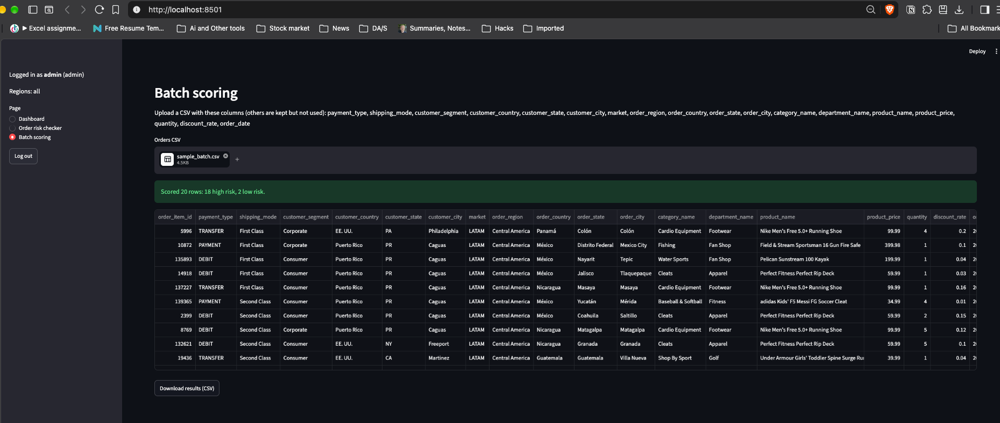 http://localhost:8501
▶ Excel assignme...
Free Resume Tem...
Ai and Other tools
Stock market
News
DA/S
Summaries, Notes...
Hacks
Imported
All Bookmark
Deploy
Logged in as admin (admin)
Regions: all
Page
Dashboard
Order risk checker
Batch scoring
Log out
Batch scoring
Upload a CSV with these columns (others are kept but not used): payment_type, shipping_mode, customer_segment, customer_country, customer_state, customer_city, market, order_region, order_country, order_state, order_city, category_name, department_name, product_name, product_price,
quantity, discount_rate, order_date
Orders CSV
sample_batch.csv
4.5KB
Scored 20 rows: 18 high risk, 2 low risk.
order_item_id payment_type shipping_mode customer_segment customer_country customer_state customer_city market order_region order_country order_state order_city category_name department_name product_name product_price quantity discount_rate
5996 TRANSFER First Class Corporate EE. UU. PA Philadelphia LATAM Central America Panamá Colón Colón Cardio Equipment Footwear Nike Men's Free 5.0+ Running Shoe 99.99 4 0.2
10872 PAYMENT First Class Corporate Puerto Rico PR Caguas LATAM Central America México Distrito Federal Mexico City Fishing Fan Shop Field & Stream Sportsman 16 Gun Fire Safe 399.98 1 0.1
135893 DEBIT First Class Consumer Puerto Rico PR Caguas LATAM Central America México Nayarit Tepic Water Sports Fan Shop Pelican Sunstream 100 Kayak 199.99 1 0.04
14918 DEBIT First Class Consumer Puerto Rico PR Caguas LATAM Central America México Jalisco Tlaquepaque Cleats Apparel Perfect Fitness Perfect Rip Deck 59.99 1 0.03
137227 TRANSFER First Class Consumer Puerto Rico PR Caguas LATAM Central America Nicaragua Masaya Masaya Cardio Equipment Footwear Nike Men's Free 5.0+ Running Shoe 99.99 1 0.16
139365 PAYMENT Second Class Consumer Puerto Rico PR Caguas LATAM Central America México Yucatán Mérida Baseball & Softball Fitness adidas Kids' F5 Messi FG Soccer Cleat 34.99 4 0.01
2399 DEBIT Second Class Consumer Puerto Rico PR Caguas LATAM Central America México Coahuila Saltillo Cleats Apparel Perfect Fitness Perfect Rip Deck 59.99 2 0.15
8769 DEBIT Second Class Corporate Puerto Rico PR Caguas LATAM Central America Nicaragua Matagalpa Matagalpa Cardio Equipment Footwear Nike Men's Free 5.0+ Running Shoe 99.99 5 0.12
132621 DEBIT Second Class Consumer EE. UU. NY Freeport LATAM Central America Nicaragua Granada Granada Cleats Apparel Perfect Fitness Perfect Rip Deck 59.99 5 0.1
19436 TRANSFER Second Class Consumer EE. UU. CA Martinez LATAM Central America Guatemala Guatemala Villa Nueva Shop By Sport Golf Under Armour Girls' Toddler Spine Surge Ru 39.99 1 0.04
Download results (CSV)